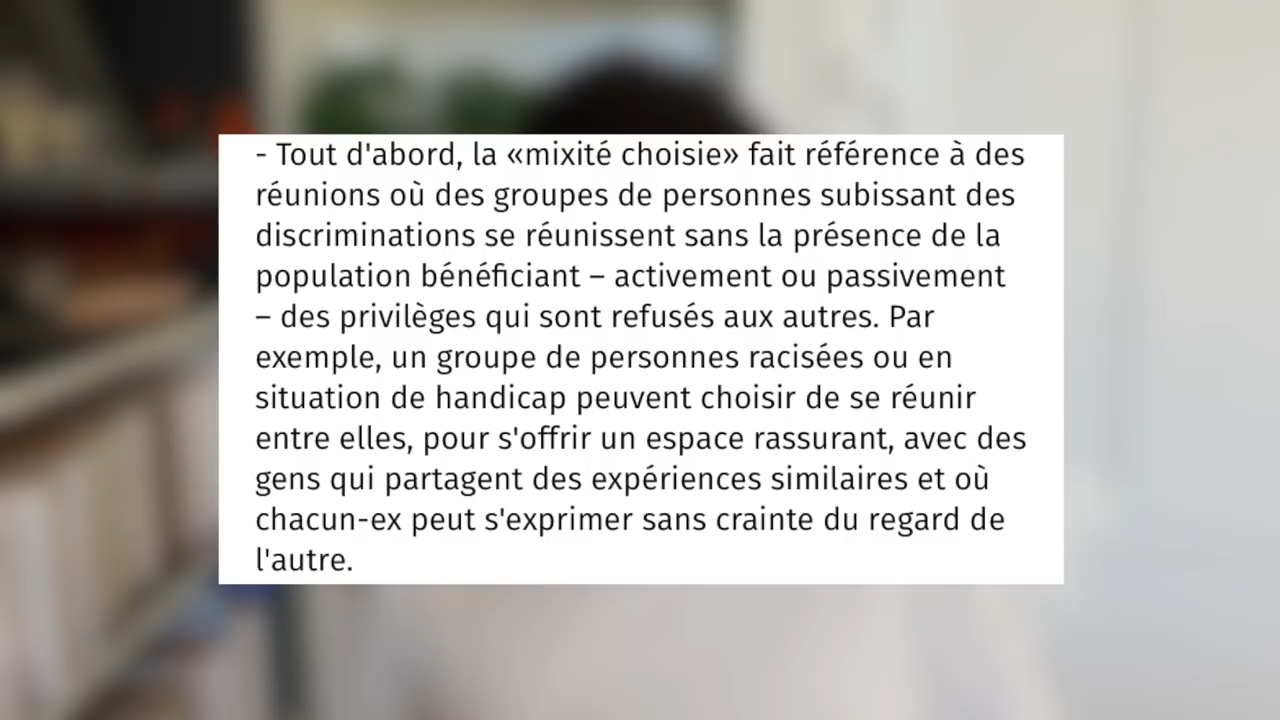 - Tout d'abord, la «mixité choisie» fait référence à des
réunions où des groupes de personnes subissant des
discriminations se réunissent sans la présence de la
population bénéficiant – activement ou passivement
– des privilèges qui sont refusés aux autres. Par
exemple, un groupe de personnes racisées ou en
situation de handicap peuvent choisir de se réunir
entre elles, pour s'offrir un espace rassurant, avec des
gens qui partagent des expériences similaires et où
chacun-ex peut s'exprimer sans crainte du regard de
l'autre.